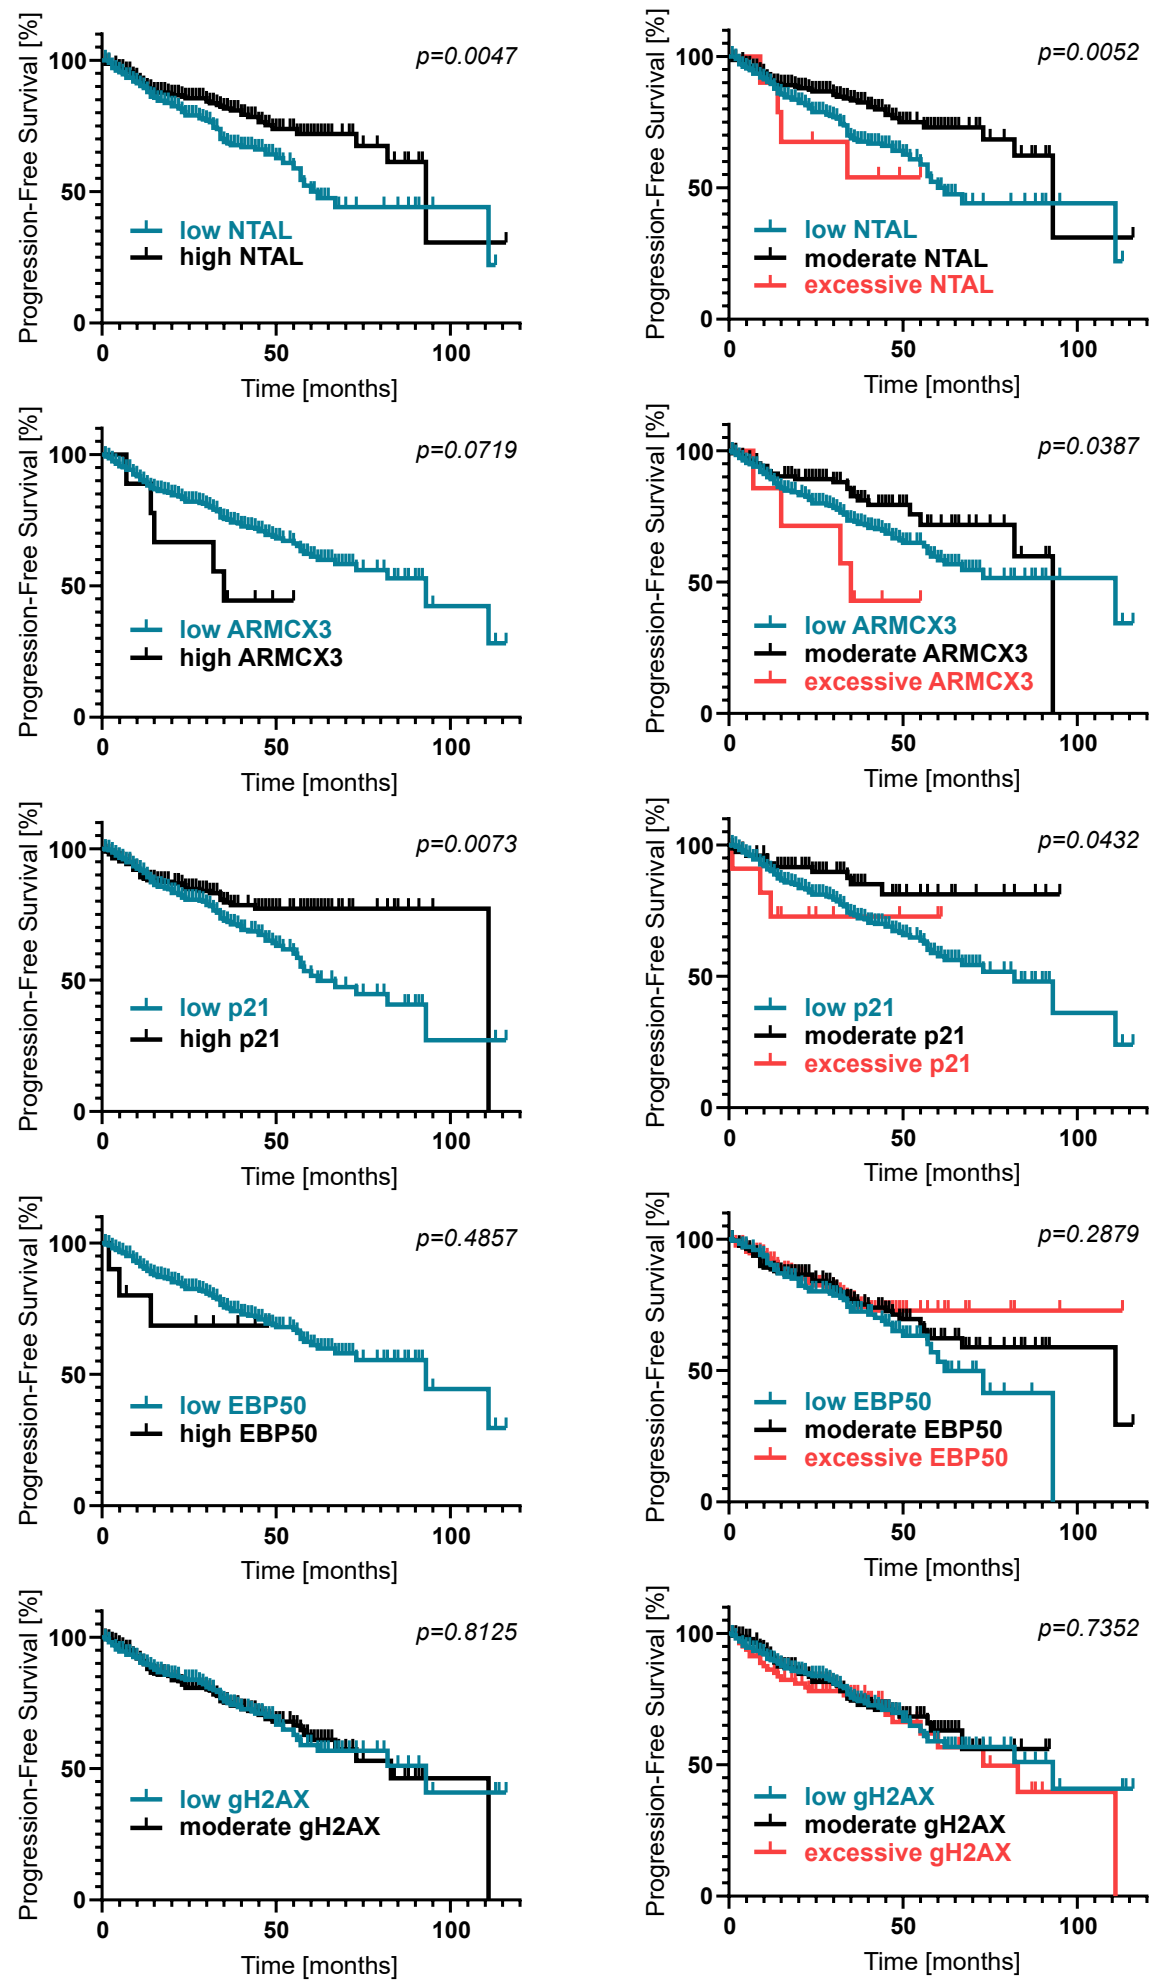 Progression-Free Survival [%]
p=0.0047
100
50
0
low NTAL
high NTAL
0 50 100
Time [months]
Progression-Free Survival [%]
p=0.0052
100
50
0
low NTAL
moderate NTAL
excessive NTAL
0 50 100
Time [months]
Progression-Free Survival [%]
p=0.0719
100
50
0
low ARMCX3
high ARMCX3
0 50 100
Time [months]
Progression-Free Survival [%]
p=0.0387
100
50
0
low ARMCX3
moderate ARMCX3
excessive ARMCX3
0 50 100
Time [months]
Progression-Free Survival [%]
p=0.0073
100
50
0
low p21
high p21
0 50 100
Time [months]
Progression-Free Survival [%]
p=0.0432
100
50
0
low p21
moderate p21
excessive p21
0 50 100
Time [months]
Progression-Free Survival [%]
p=0.4857
100
50
0
low EBP50
high EBP50
0 50 100
Time [months]
Progression-Free Survival [%]
p=0.2879
100
50
0
low EBP50
moderate EBP50
excessive EBP50
0 50 100
Time [months]
Progression-Free Survival [%]
p=0.8125
100
50
0
low gH2AX
moderate gH2AX
0 50 100
Time [months]
Progression-Free Survival [%]
p=0.7352
100
50
0
low gH2AX
moderate gH2AX
excessive gH2AX
0 50 100
Time [months]